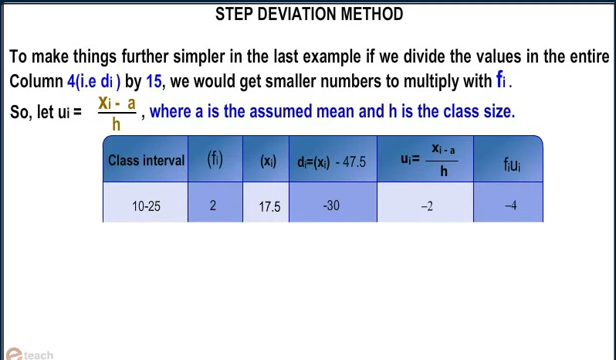 STEP DEVIATION METHOD
To make things further simpler in the last example if we divide the values in the entire
Column 4(i.e di) by 15, we would get smaller numbers to multiply with fi .
So, let ui = xi - a / h , where a is the assumed mean and h is the class size.
Class interval (fi) (xi) di=(xi) - 47.5 ui= xi - a / h fiui
10-25 2 17.5 -30 –2 –4
e teach